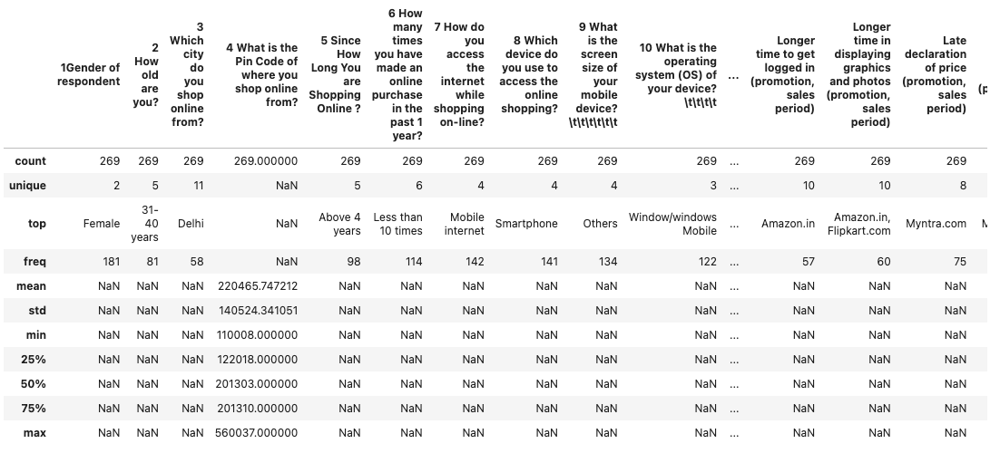 1Gender of respondent	2 How old are you?	3 Which city do you shop online from?	4 What is the Pin Code of where you shop online from?	5 Since How Long You are Shopping Online ?	6 How many times you have made an online purchase in the past 1 year?	7 How do you access the internet while shopping on-line?	8 Which device do you use to access the online shopping?	9 What is the screen size of your mobile device? \t\t\t\t\t\t	10 What is the operating system (OS) of your device? \t\t\t\t	...	Longer time to get logged in (promotion, sales period)	Longer time in displaying graphics and photos (promotion, sales period)	Late declaration of price (promotion, sales period)
count 269 269 269 269.000000 269 269 269 269 269 269 ... 269 269 269
unique 2 5 11 NaN 5 6 4 4 4 3 ... 10 10 8
top Female 31-40 years Delhi NaN Above 4 years Less than 10 times Mobile internet Smartphone Others Window/windows Mobile ... Amazon.in Amazon.in, Flipkart.com Myntra.com
freq 181 81 58 NaN 98 114 142 141 134 122 ... 57 60 75
mean NaN NaN NaN 220465.747212 NaN NaN NaN NaN NaN NaN ... NaN NaN NaN
std NaN NaN NaN 140524.341051 NaN NaN NaN NaN NaN NaN ... NaN NaN NaN
min NaN NaN NaN 110008.000000 NaN NaN NaN NaN NaN NaN ... NaN NaN NaN
25% NaN NaN NaN 122018.000000 NaN NaN NaN NaN NaN NaN ... NaN NaN NaN
50% NaN NaN NaN 201303.000000 NaN NaN NaN NaN NaN NaN ... NaN NaN NaN
75% NaN NaN NaN 201310.000000 NaN NaN NaN NaN NaN NaN ... NaN NaN NaN
max NaN NaN NaN 560037.000000 NaN NaN NaN NaN NaN NaN ... NaN NaN NaN